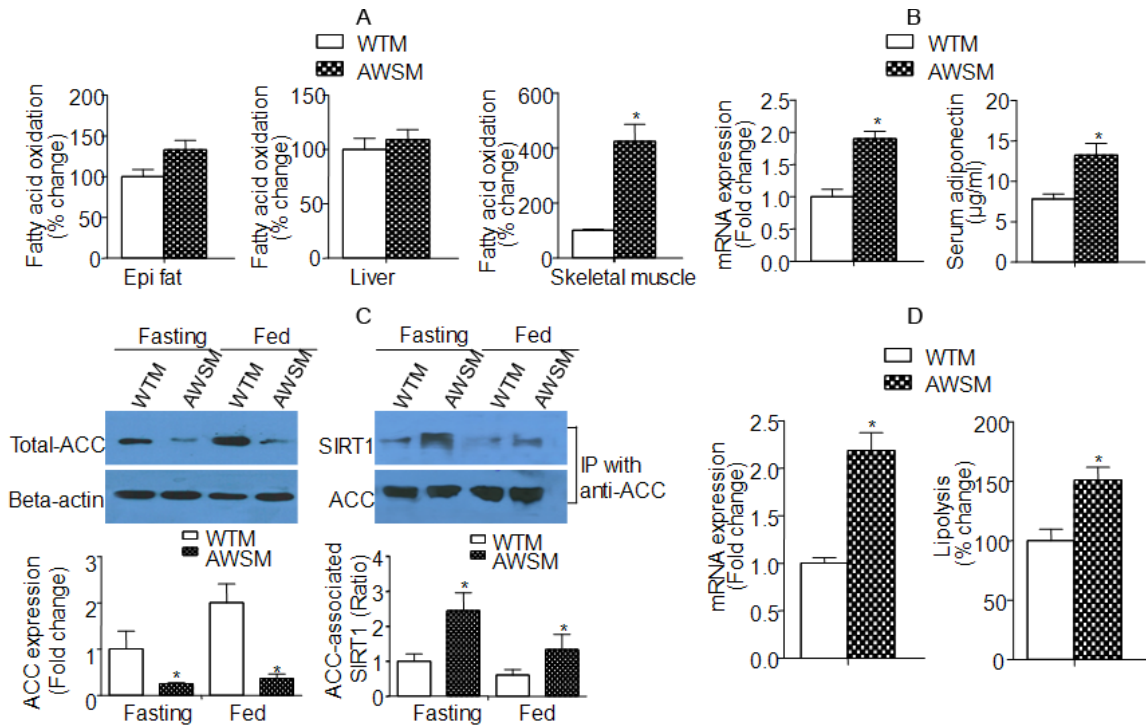 A
WTM
AWSM
Fatty acid oxidation
(% change)
200
150
100
50
0
Epi fat
Fatty acid oxidation
(% change)
150
100
50
0
Liver
Fatty acid oxidation
(% change)
600
400
200
0
*
Skeletal muscle
B
WTM
AWSM
mRNA expression
(Fold change)
2.5
2.0
1.5
1.0
0.5
0.0
*
Serum adiponectin
(µg/ml)
20
15
10
5
0
*
C
Fasting Fed
WTM AWSM WTM AWSM
Total-ACC
Beta-actin
WTM
AWSM
ACC expression
(Fold change)
3
2
1
0
* *
Fasting Fed
Fasting Fed
WTM AWSM WTM AWSM
SIRT1
ACC
IP with
anti-ACC
WTM
AWSM
ACC-associated
SIRT1 (Ratio)
4
3
2
1
0
* *
Fasting Fed
D
WTM
AWSM
mRNA expression
(Fold change)
2.5
2.0
1.5
1.0
0.5
0.0
*
Lipolysis
(% change)
200
150
100
50
0
*